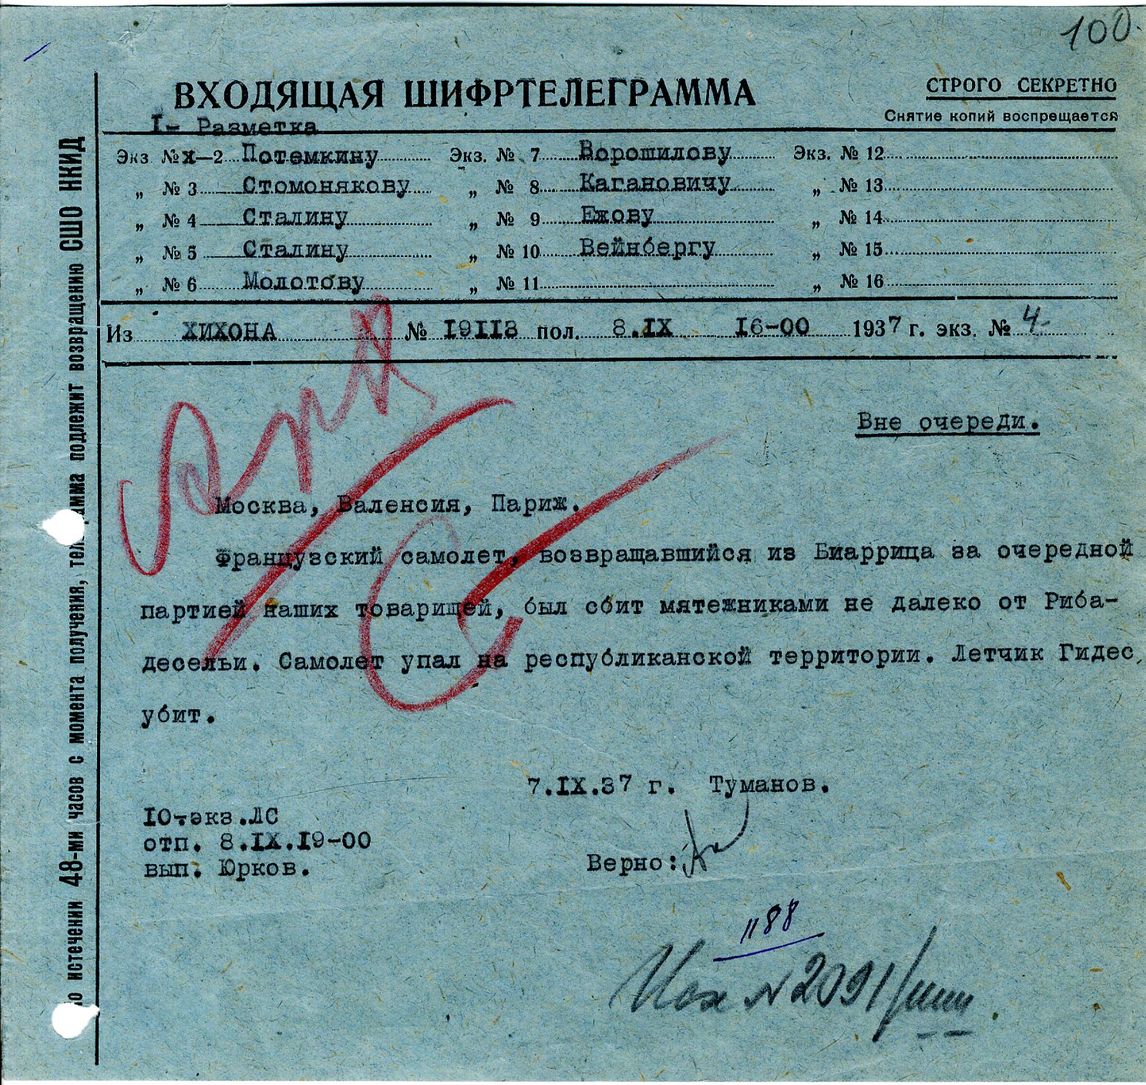 100.
ВХОДЯЩАЯ ШИФРТЕЛЕГРАММА
СТРОГО СЕКРЕТНО
Снятие копий воспрещается
I- Разметка
Экз. №х—2 Потемкину Экз. № 7 Ворошилову Экз. № 12
„ № 3 Стомонякову „ № 8 Кагановичу „ № 13
„ № 4 Сталину „ № 9 Ежову „ № 14
„ № 5 Сталину „ № 10 Вейнбергу „ № 15
„ № 6 Молотову „ № 11 „ № 16
Из ХИХОНА № 19113 пол. 8.IX 16-00 1937 г. экз. № 4
Вне очереди.
Москва, Валенсия, Париж.
Французский самолет, возвращавшийся из Биаррица за очередной
партией наших товарищей, был сбит мятежниками не далеко от Риба-
десельи. Самолет упал на республиканской территории. Летчик Гидес
убит.
7.IX.37 г. Туманов.
10 экз.ЛС
отп. 8.IX.19-00
вып. Юрков.
Верно:
1188
№ 2091/
по истечении 48-ми часов с момента получения, телеграмма подлежит возвращению СШО НКИД